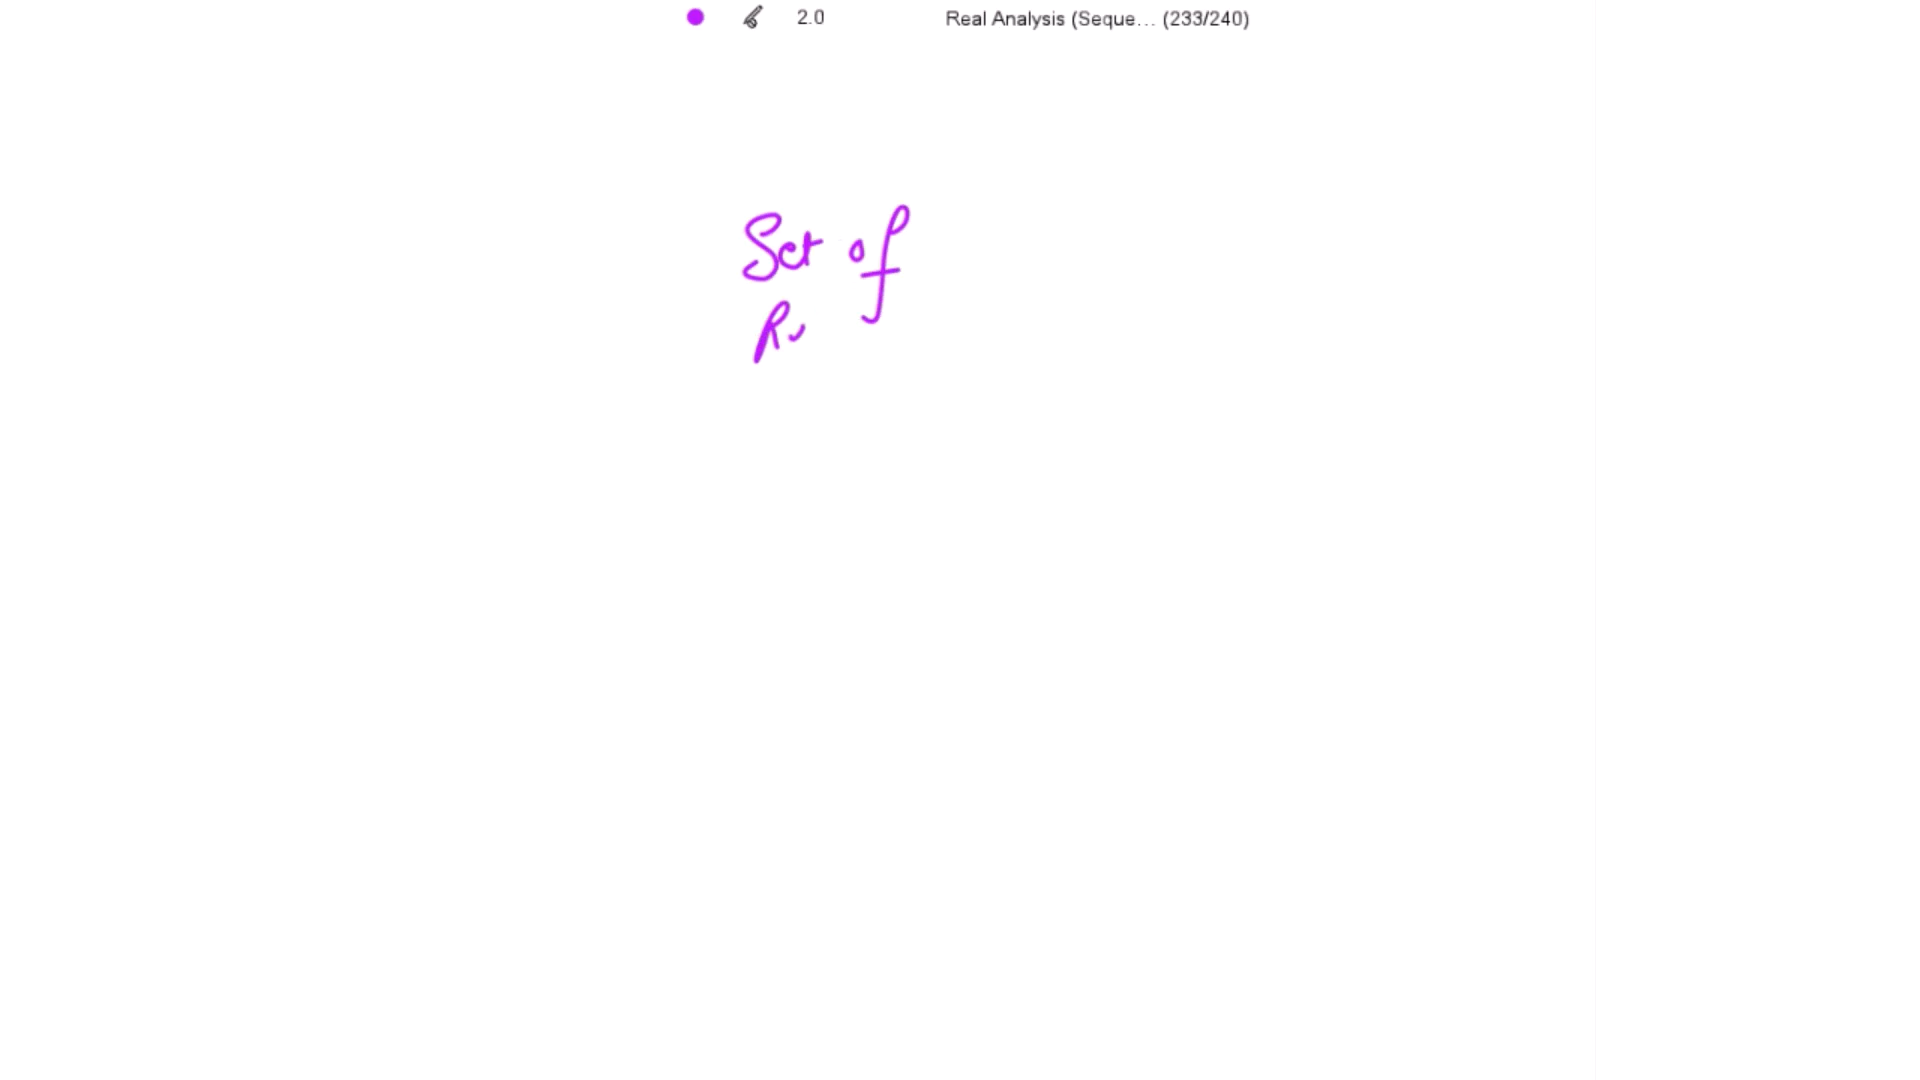 2.0 Real Analysis (Seque... (233/240)
Set of
R